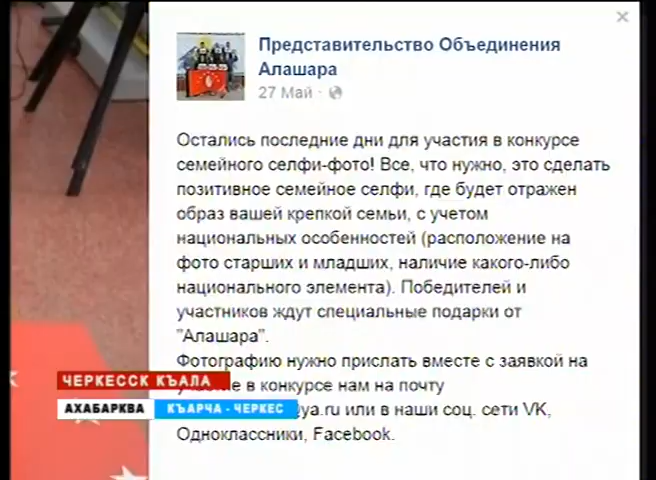 Представительство Объединения
Алашара
27 Май
Остались последние дни для участия в конкурсе
семейного селфи-фото! Все, что нужно, это сделать
позитивное семейное селфи, где будет отражен
образ вашей крепкой семьи, с учетом
национальных особенностей (расположение на
фото старших и младших, наличие какого-либо
национального элемента). Победителей и
участников ждут специальные подарки от
"Алашара".
Фотографию нужно прислать вместе с заявкой на
в конкурсе нам на почту
ya.ru или в наши соц. сети VK,
Одноклассники, Facebook.
ЧЕРКЕССК КЪАЛА
АХАБАРКВА КЪАРЧА - ЧЕРКЕС